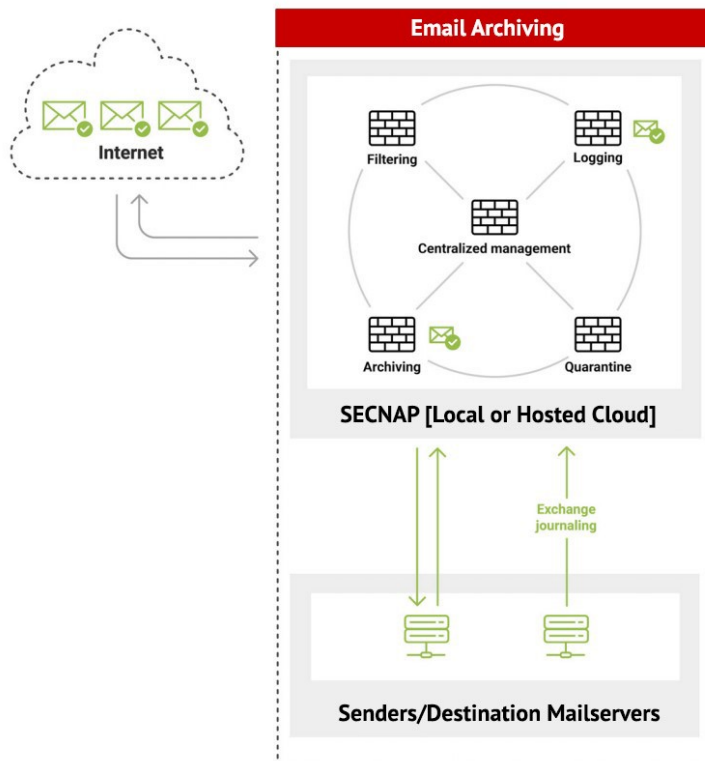 Email Archiving
Internet
Filtering
Logging
Centralized management
Archiving
Quarantine
SECNAP [Local or Hosted Cloud]
Exchange
journaling
Senders/Destination Mailservers